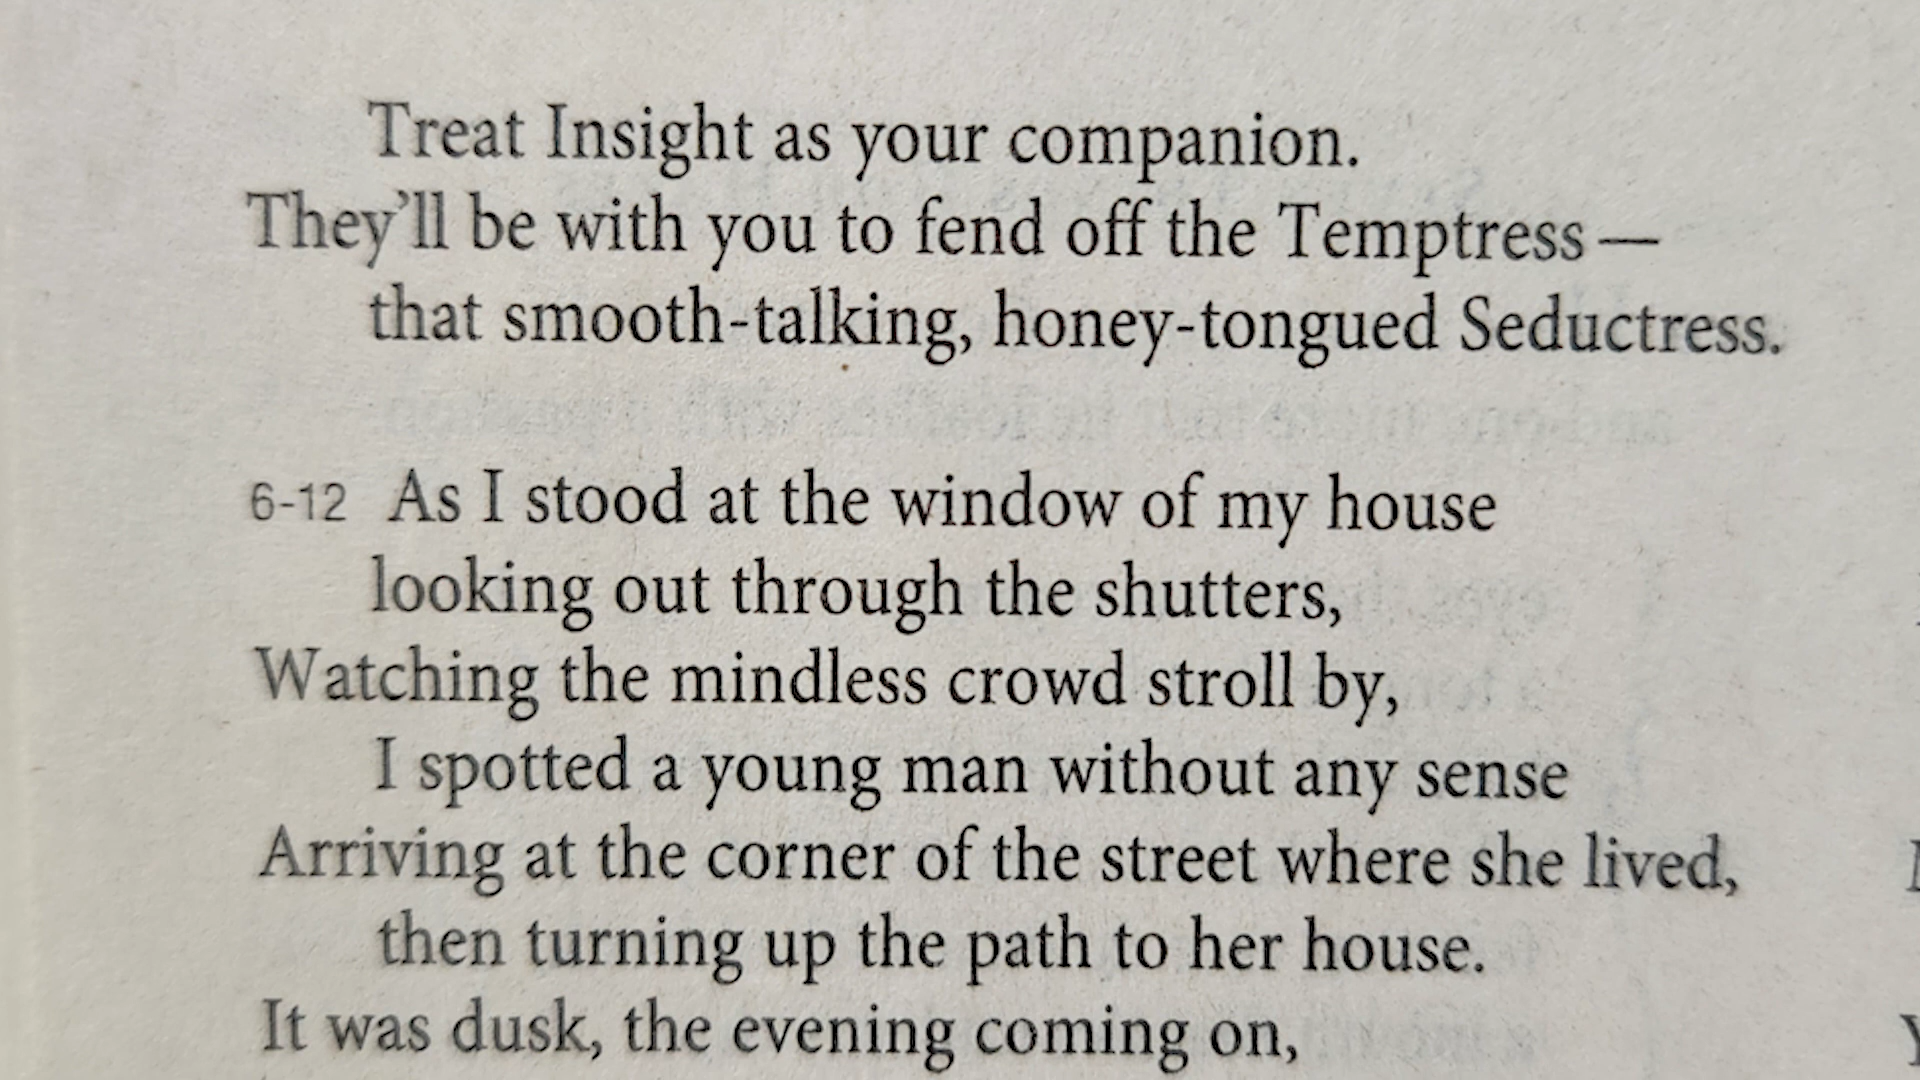 Treat Insight as your companion.
They'll be with you to fend off the Temptress—
that smooth-talking, honey-tongued Seductress.
6-12 As I stood at the window of my house
looking out through the shutters,
Watching the mindless crowd stroll by,
I spotted a young man without any sense
Arriving at the corner of the street where she lived,
then turning up the path to her house.
It was dusk, the evening coming on,